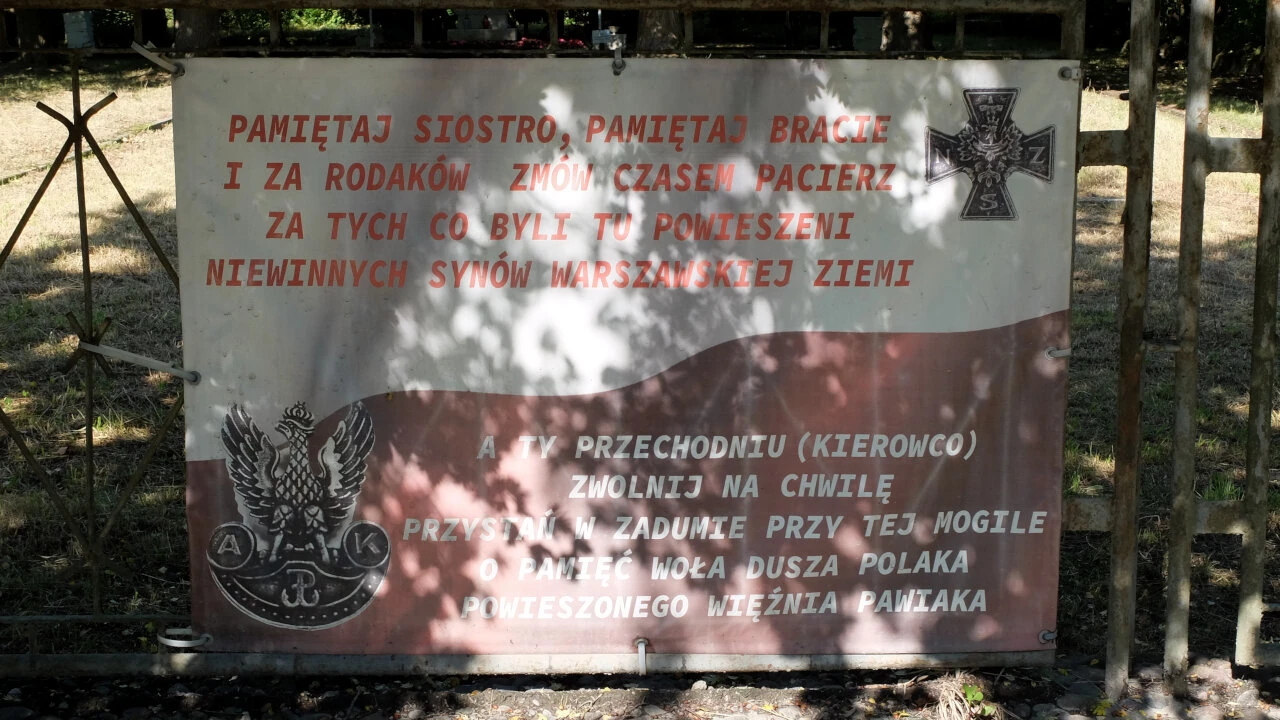 PAMIĘTAJ SIOSTRO, PAMIĘTAJ BRACIE
I ZA RODAKÓW ZMÓW CZASEM PACIERZ
ZA TYCH CO BYLI TU POWIESZENI
NIEWINNYCH SYNÓW WARSZAWSKIEJ ZIEMI
N Z
S
A TY PRZECHODNIU (KIEROWCO)
ZWOLNIJ NA CHWILĘ
PRZYSTAŃ W ZADUMIE PRZY TEJ MOGILE
O PAMIĘĆ WOŁA DUSZA POLAKA
POWIESZONEGO WIĘŹNIA PAWIAKA
A K